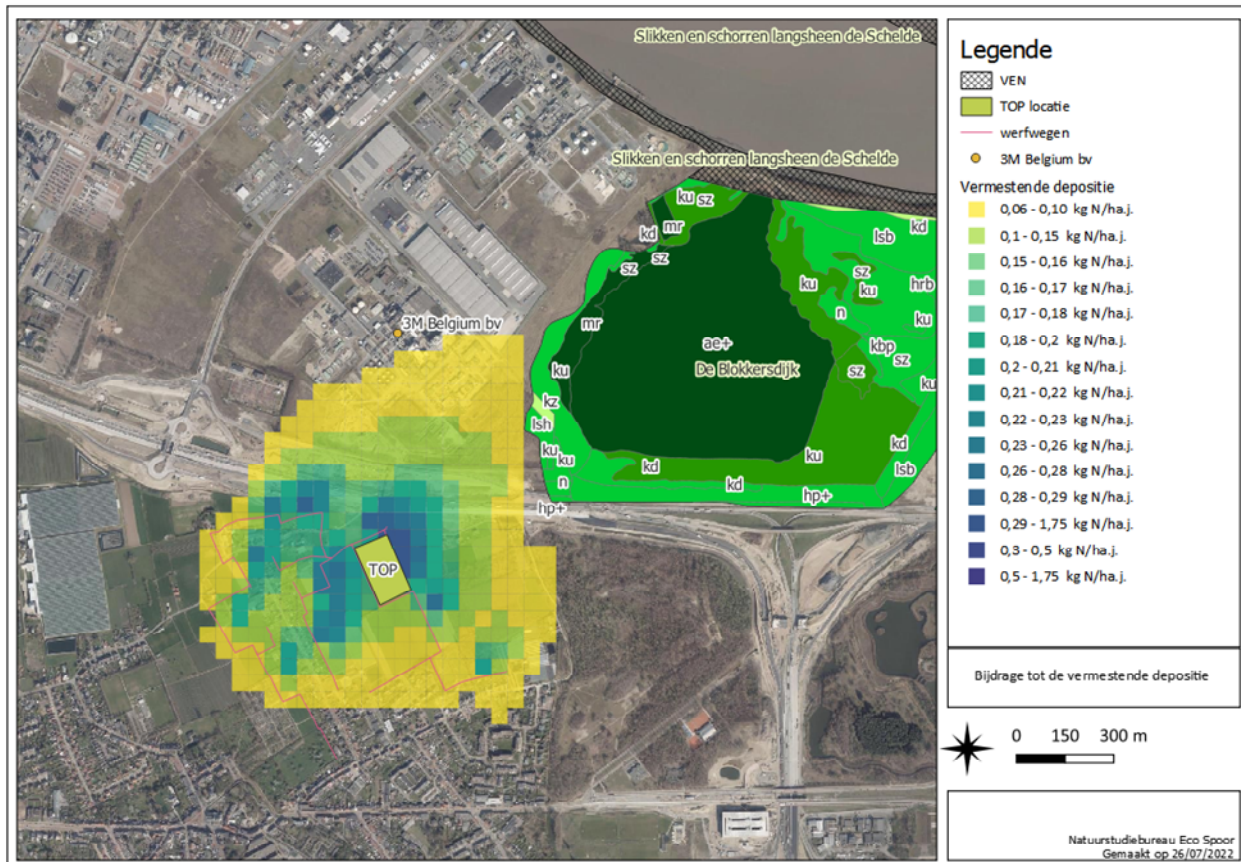 Slikken en schorren langsheen de Schelde
Slikken en schorren langsheen de Schelde
ku
sz
mr
kd
sz
sz
kd
lsb
sz
ku
ku
hrb
n
ku
mr
kbp
sz
ae+
De Blokkersdijk
sz
ku
ku
kz
lsh
ku
ku
n
kd
kd
ku
kd
lsb
hp+
hp+
3M Belgium bv
TOP
Legende
VEN
TOP locatie
werfwegen
3M Belgium bv
Vermestende depositie
0,06 - 0,10 kg N/ha.j.
0,1 - 0,15 kg N/ha.j.
0,15 - 0,16 kg N/ha.j.
0,16 - 0,17 kg N/ha.j.
0,17 - 0,18 kg N/ha.j.
0,18 - 0,2 kg N/ha.j.
0,2 - 0,21 kg N/ha.j.
0,21 - 0,22 kg N/ha.j.
0,22 - 0,23 kg N/ha.j.
0,23 - 0,26 kg N/ha.j.
0,26 - 0,28 kg N/ha.j.
0,28 - 0,29 kg N/ha.j.
0,29 - 1,75 kg N/ha.j.
0,3 - 0,5 kg N/ha.j.
0,5 - 1,75 kg N/ha.j.
Bijdrage tot de vermestende depositie
0 150 300 m
Natuurstudiebureau Eco Spoor
Gemaakt op 26/07/2022